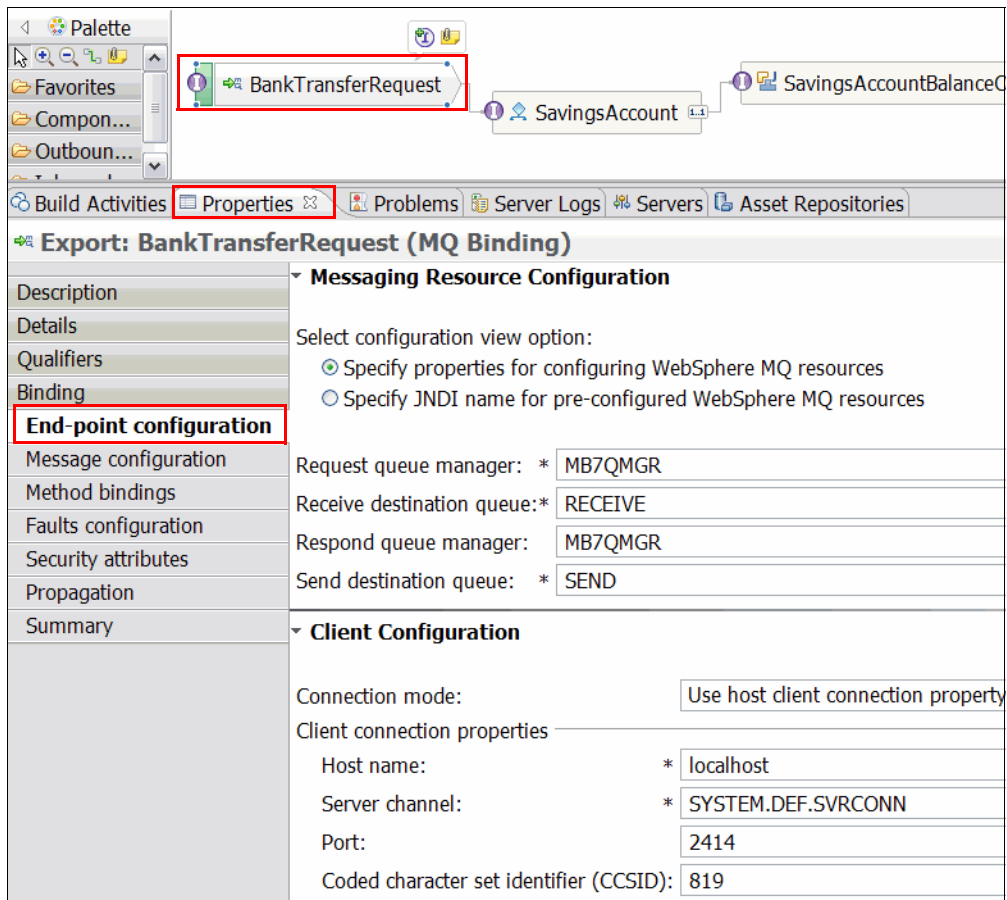 Palette
Favorites
Compon...
Outboun...
BankTransferRequest
SavingsAccount
1..1
SavingsAccountBalanceC
Build Activities
Properties
Problems
Server Logs
Servers
Asset Repositories
Export: BankTransferRequest (MQ Binding)
Description
Details
Qualifiers
Binding
End-point configuration
Message configuration
Method bindings
Faults configuration
Security attributes
Propagation
Summary
Messaging Resource Configuration
Select configuration view option:
Specify properties for configuring WebSphere MQ resources
Specify JNDI name for pre-configured WebSphere MQ resources
Request queue manager: * MB7QMGR
Receive destination queue:* RECEIVE
Respond queue manager: MB7QMGR
Send destination queue: * SEND
Client Configuration
Connection mode: Use host client connection property
Client connection properties
Host name: * localhost
Server channel: * SYSTEM.DEF.SVRCONN
Port: 2414
Coded character set identifier (CCSID): 819